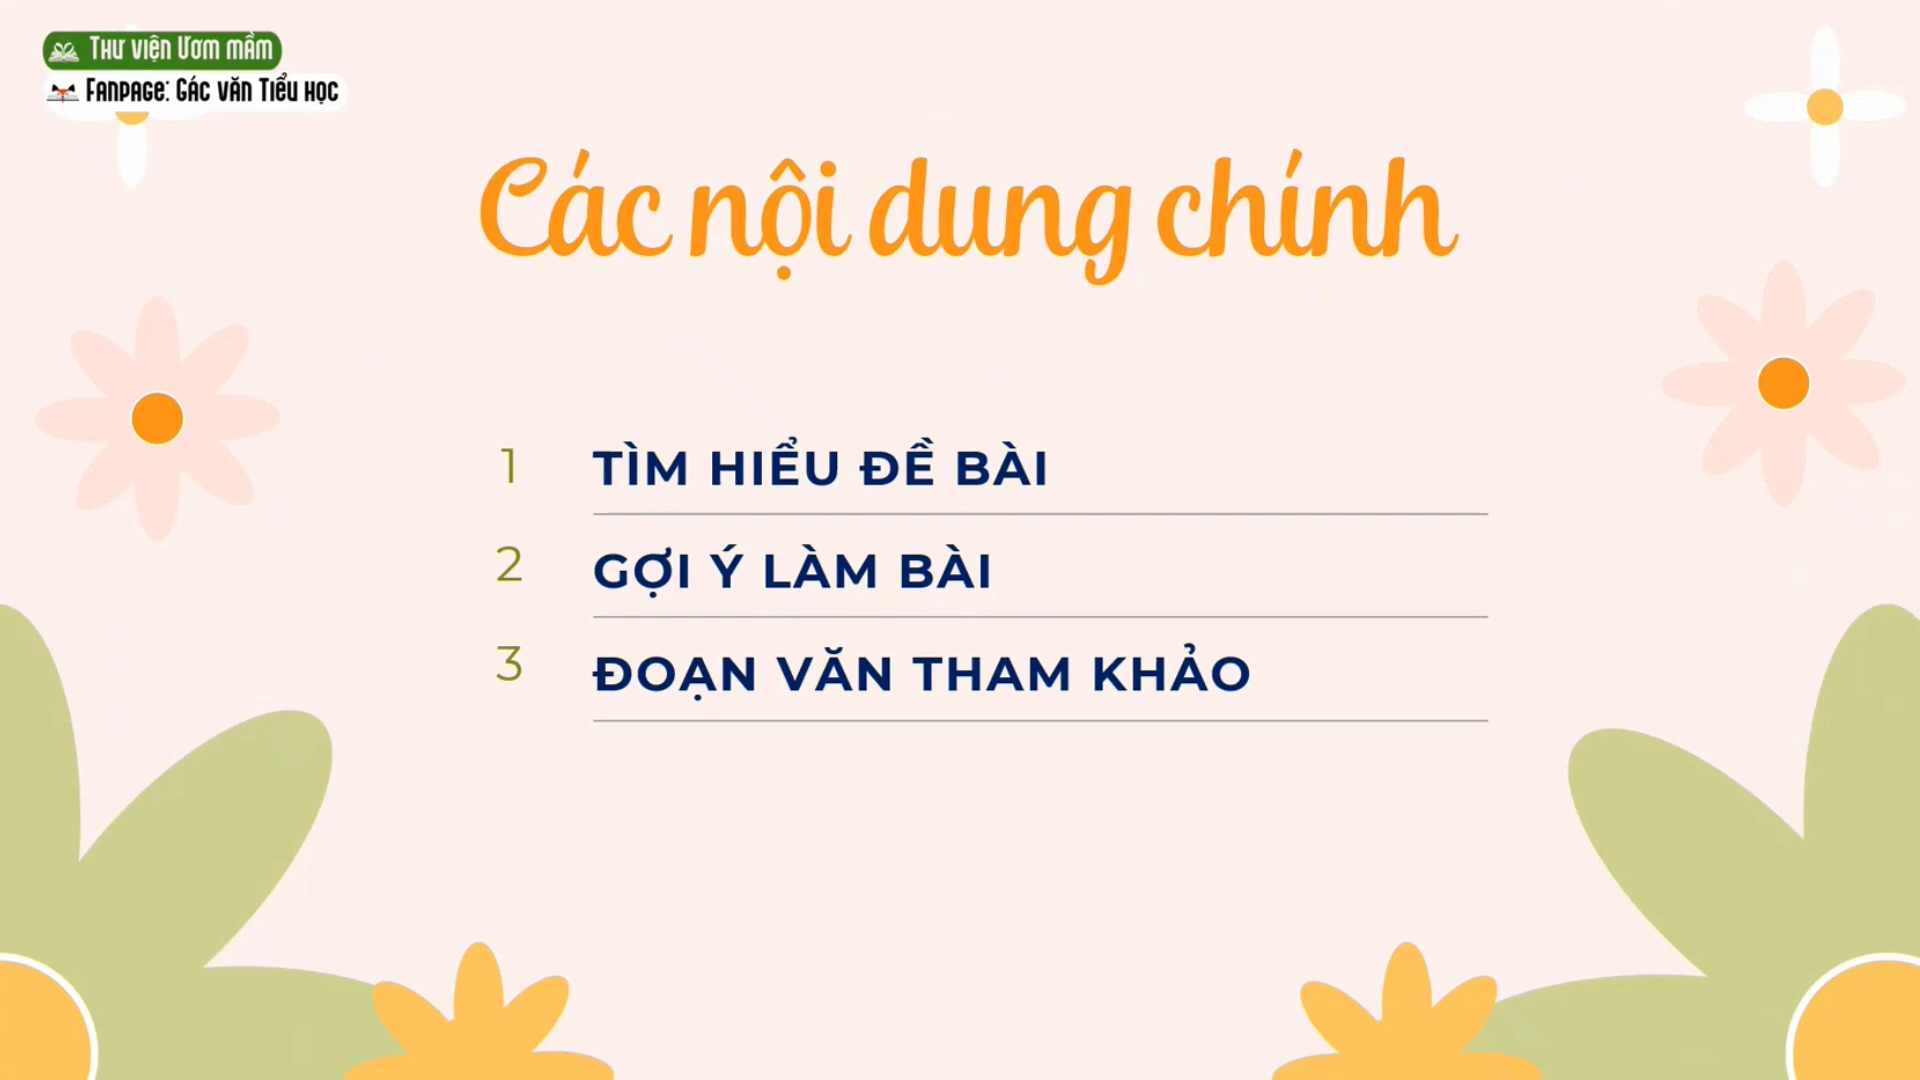 Thư viện Ươm mầm
Fanpage: Gác văn Tiểu học
Các nội dung chính
1 TÌM HIỂU ĐỀ BÀI
2 GỢI Ý LÀM BÀI
3 ĐOẠN VĂN THAM KHẢO